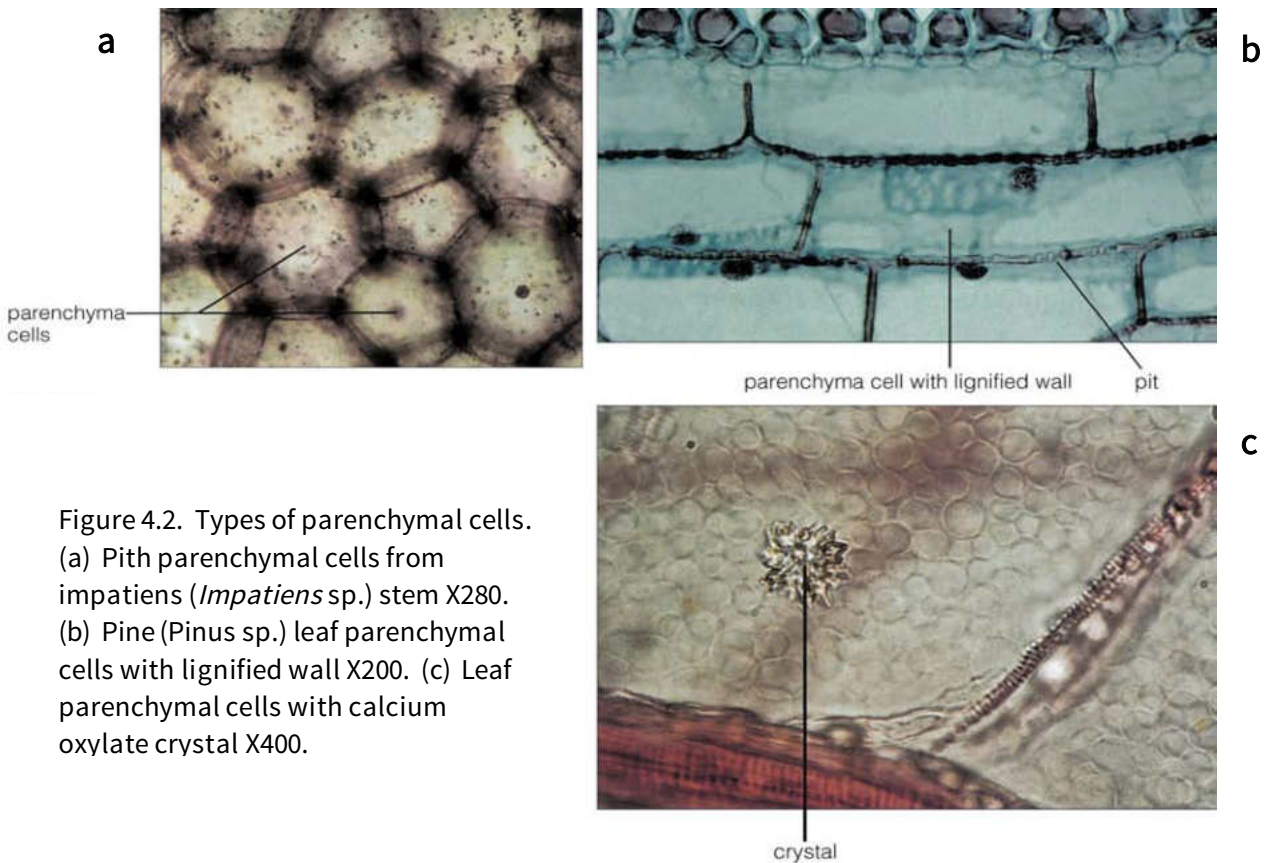 a
b
parenchyma
cells
parenchyma cell with lignified wall
pit
c
Figure 4.2. Types of parenchymal cells.
(a) Pith parenchymal cells from
impatiens (Impatiens sp.) stem X280.
(b) Pine (Pinus sp.) leaf parenchymal
cells with lignified wall X200. (c) Leaf
parenchymal cells with calcium
oxylate crystal X400.
crystal